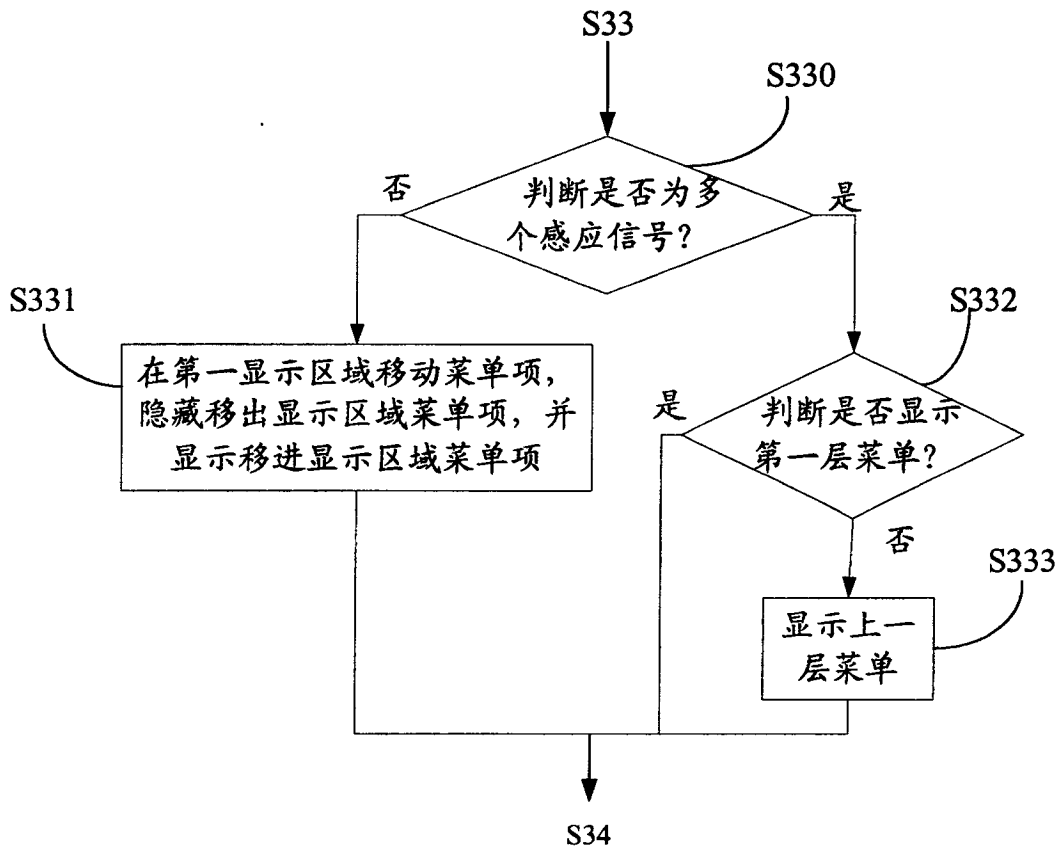 S33
S330
否
判断是否为多
个感应信号？
是
S331
S332
在第一显示区域移动菜单项，
隐藏移出显示区域菜单项，并
显示移进显示区域菜单项
是
判断是否显示
第一层菜单？
否
S333
显示上一
层菜单
S34